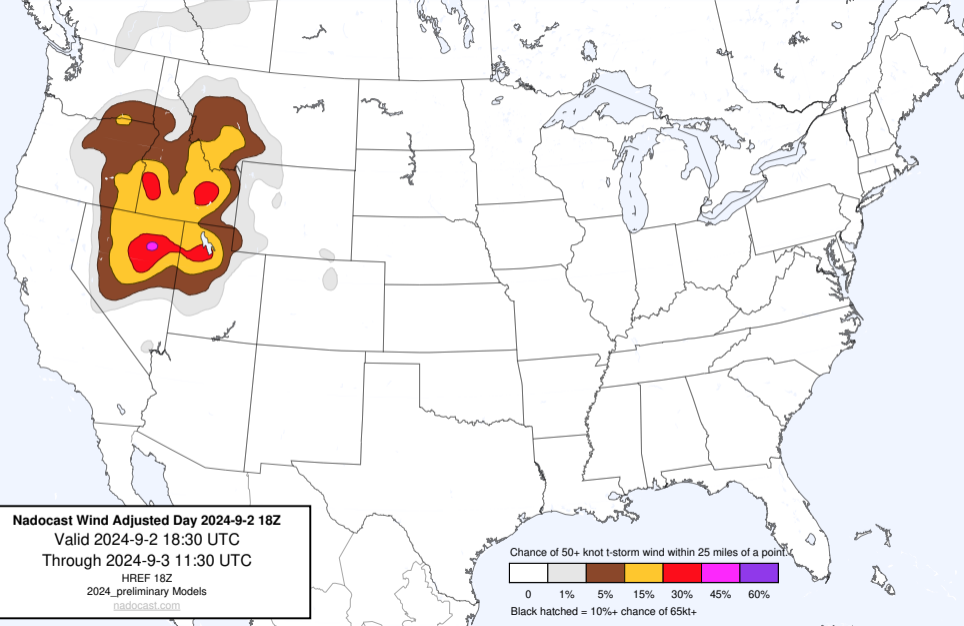 Nadocast Wind Adjusted Day 2024-9-2 18Z
Valid 2024-9-2 18:30 UTC
Through 2024-9-3 11:30 UTC
HREF 18Z
2024_preliminary Models
nadocast.com
Chance of 50+ knot t-storm wind within 25 miles of a point.
0 1% 5% 15% 30% 45% 60%
Black hatched = 10%+ chance of 65kt+